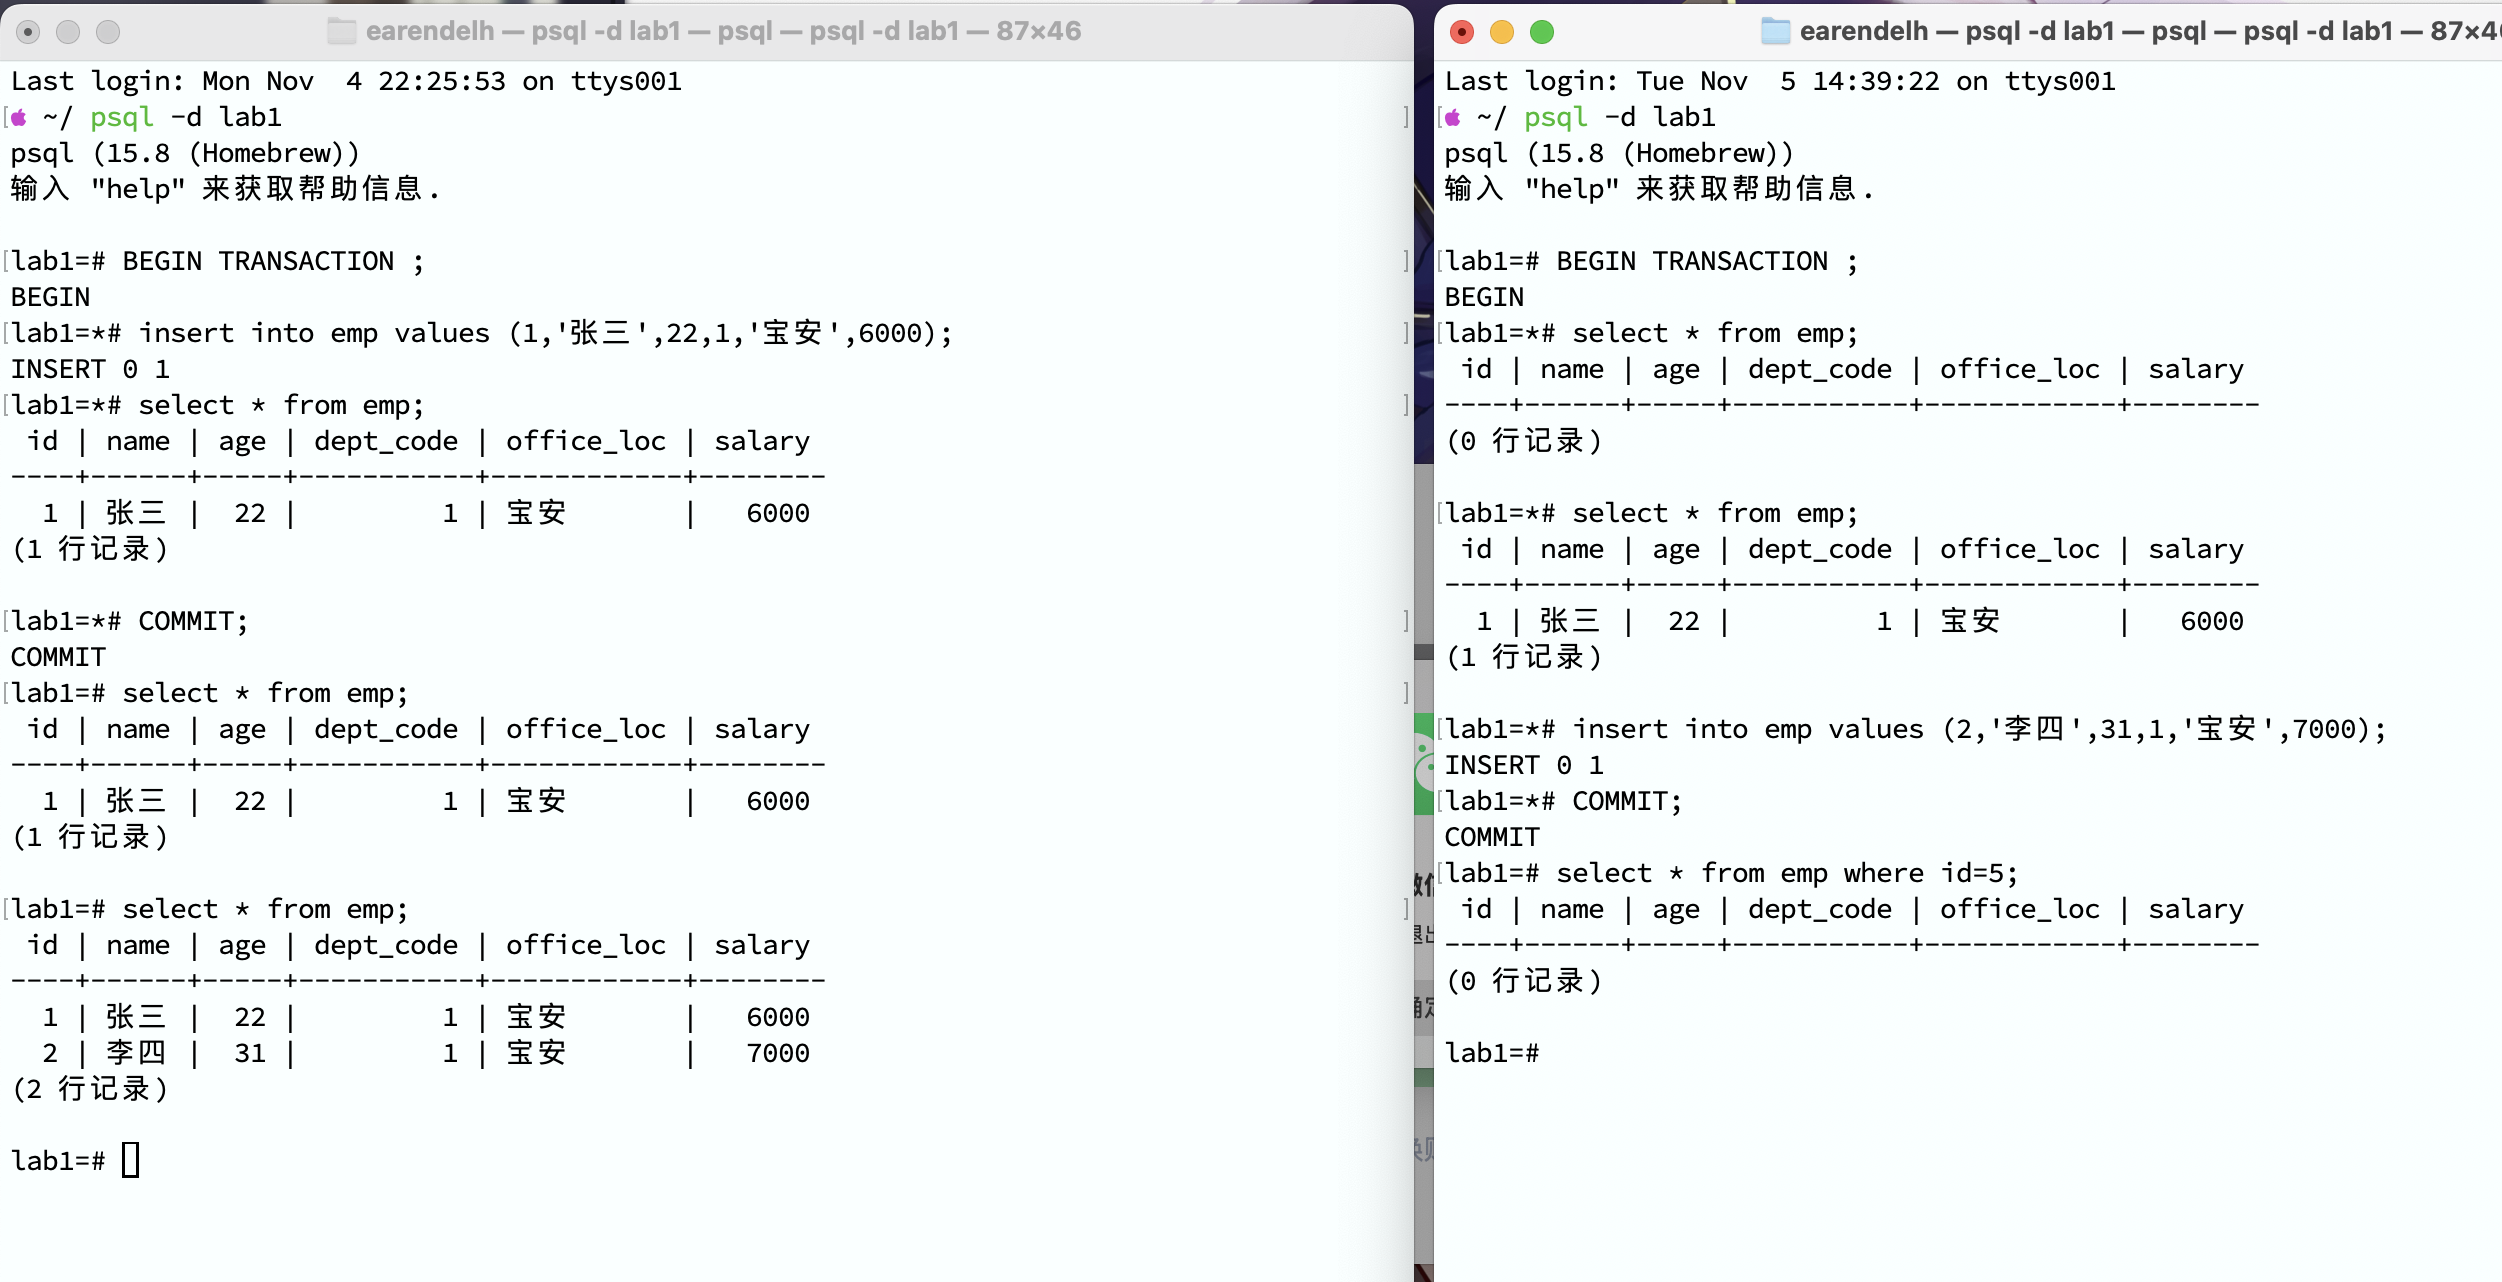 earendelh — psql -d lab1 — psql — psql -d lab1 — 87×46
Last login: Mon Nov  4 22:25:53 on ttys001
~/ psql -d lab1
psql (15.8 (Homebrew))
输入 "help" 来获取帮助信息.
lab1=# BEGIN TRANSACTION ;
BEGIN
lab1=*# insert into emp values (1,'张三',22,1,'宝安',6000);
INSERT 0 1
lab1=*# select * from emp;
 id | name | age | dept_code | office_loc | salary
----+------+-----+-----------+------------+--------
  1 | 张三 |  22 |         1 | 宝安       |   6000
(1 行记录)
lab1=*# COMMIT;
COMMIT
lab1=# select * from emp;
 id | name | age | dept_code | office_loc | salary
----+------+-----+-----------+------------+--------
  1 | 张三 |  22 |         1 | 宝安       |   6000
(1 行记录)
lab1=# select * from emp;
 id | name | age | dept_code | office_loc | salary
----+------+-----+-----------+------------+--------
  1 | 张三 |  22 |         1 | 宝安       |   6000
  2 | 李四 |  31 |         1 | 宝安       |   7000
(2 行记录)
lab1=#
earendelh — psql -d lab1 — psql — psql -d lab1 — 87×4
Last login: Tue Nov  5 14:39:22 on ttys001
~/ psql -d lab1
psql (15.8 (Homebrew))
输入 "help" 来获取帮助信息.
lab1=# BEGIN TRANSACTION ;
BEGIN
lab1=*# select * from emp;
 id | name | age | dept_code | office_loc | salary
----+------+-----+-----------+------------+--------
(0 行记录)
lab1=*# select * from emp;
 id | name | age | dept_code | office_loc | salary
----+------+-----+-----------+------------+--------
  1 | 张三 |  22 |         1 | 宝安       |   6000
(1 行记录)
lab1=*# insert into emp values (2,'李四',31,1,'宝安',7000);
INSERT 0 1
lab1=*# COMMIT;
COMMIT
lab1=# select * from emp where id=5;
 id | name | age | dept_code | office_loc | salary
----+------+-----+-----------+------------+--------
(0 行记录)
lab1=#